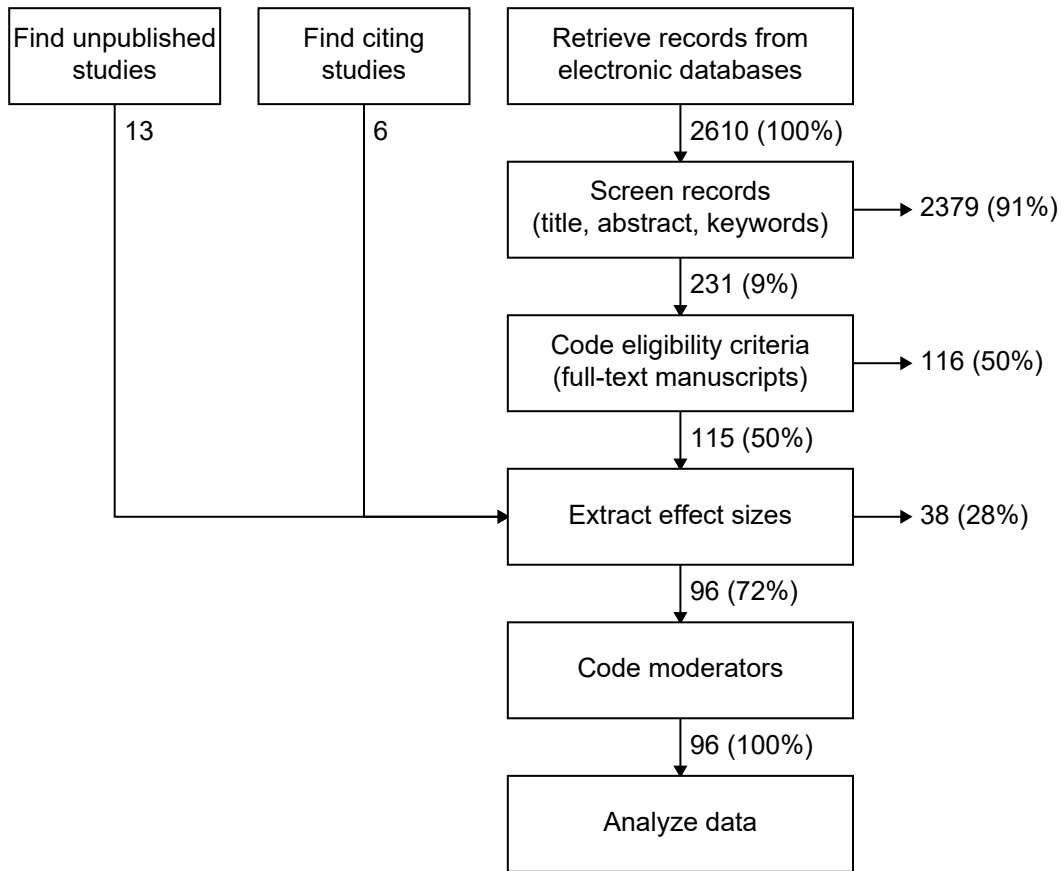 Find unpublished
studies
Find citing
studies
Retrieve records from
electronic databases
13
6
2610 (100%)
Screen records
(title, abstract, keywords)
2379 (91%)
231 (9%)
Code eligibility criteria
(full-text manuscripts)
116 (50%)
115 (50%)
Extract effect sizes
38 (28%)
96 (72%)
Code moderators
96 (100%)
Analyze data